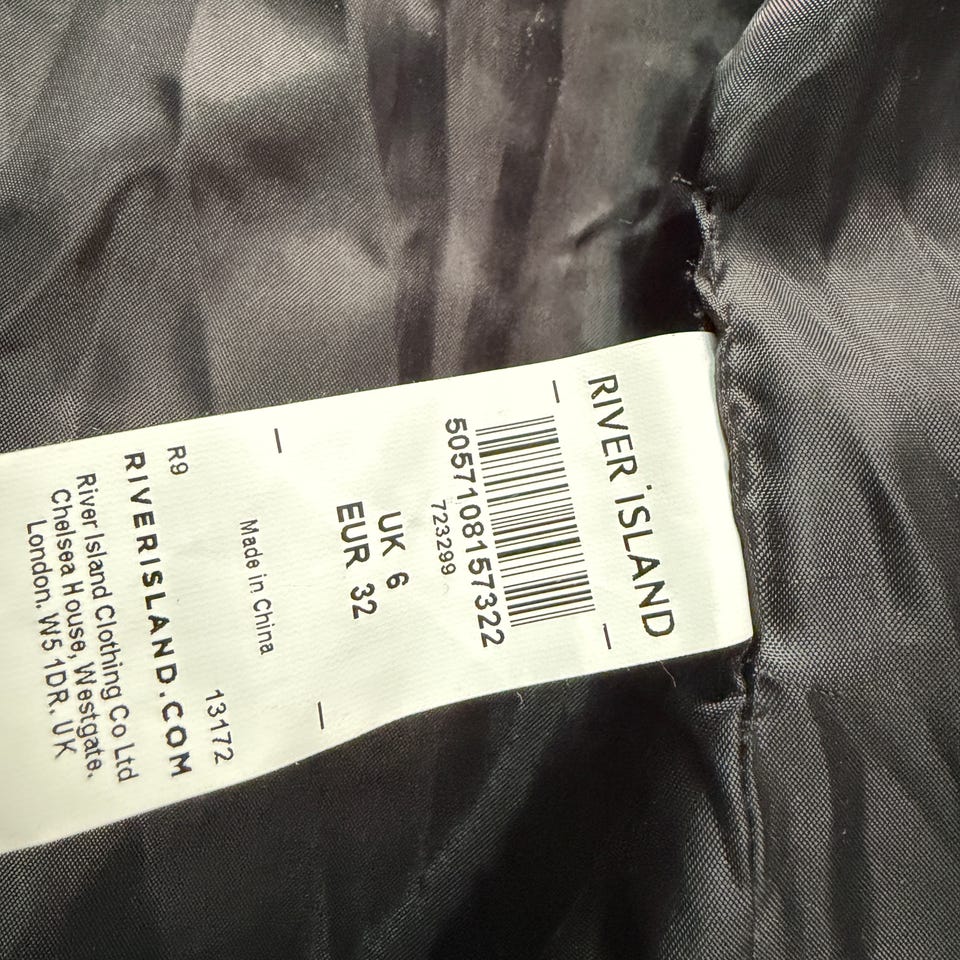 RIVER iSLAND
5057108157322
723299
UK 6
EUR 32
Made in China
R9 13172
RIVERISLAND.COM
River Island Clothing Co Ltd
Chelsea House, Westgate.
London. W5 1DR. UK